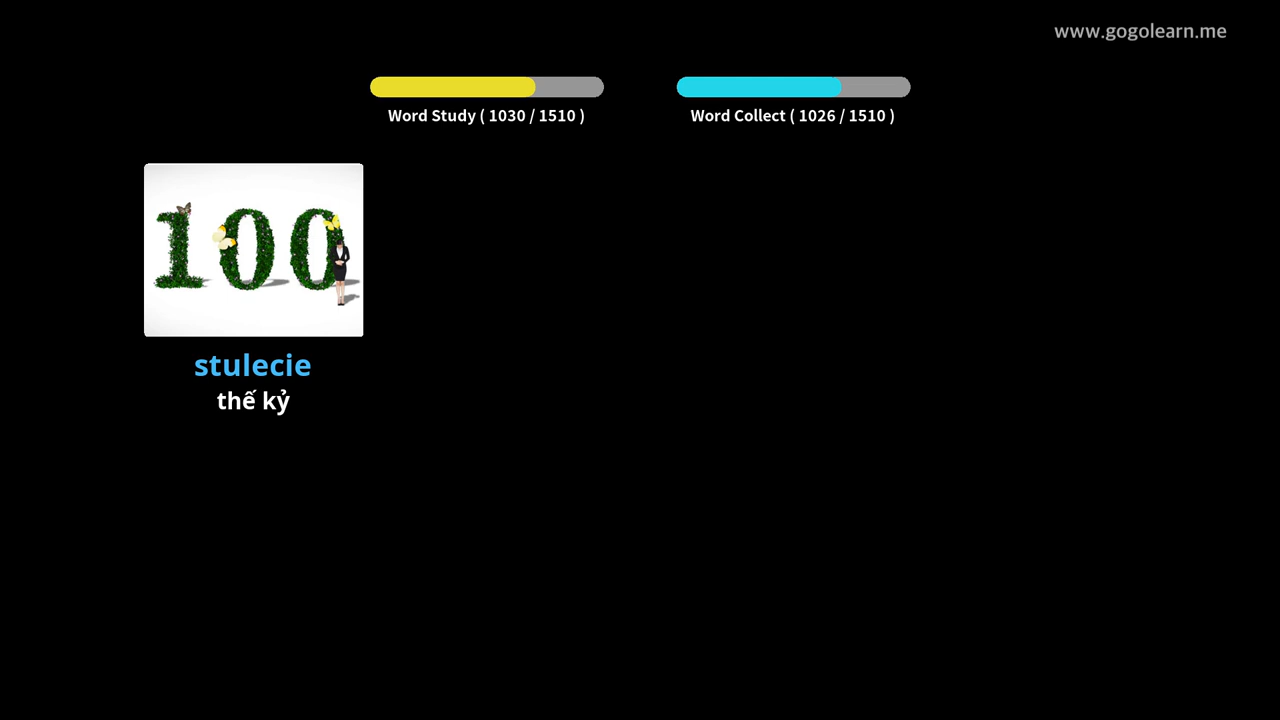 www.gogolearn.me
Word Study ( 1030 / 1510 )
Word Collect ( 1026 / 1510 )
100
stulecie
thế kỷ